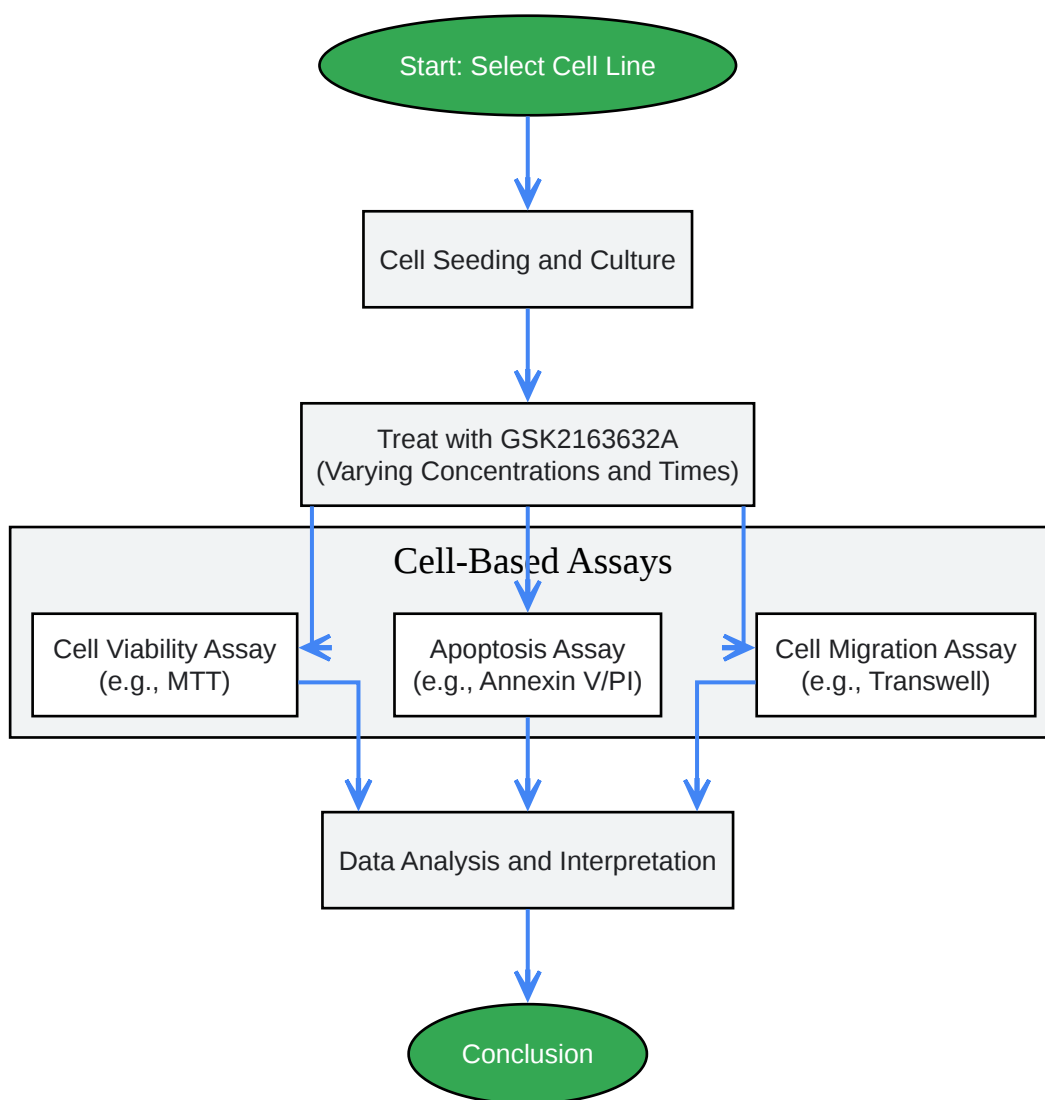 Start: Select Cell Line
Cell Seeding and Culture
Treat with GSK2163632A
(Varying Concentrations and Times)
Cell-Based Assays
Cell Viability Assay
(e.g., MTT)
Apoptosis Assay
(e.g., Annexin V/PI)
Cell Migration Assay
(e.g., Transwell)
Data Analysis and Interpretation
Conclusion